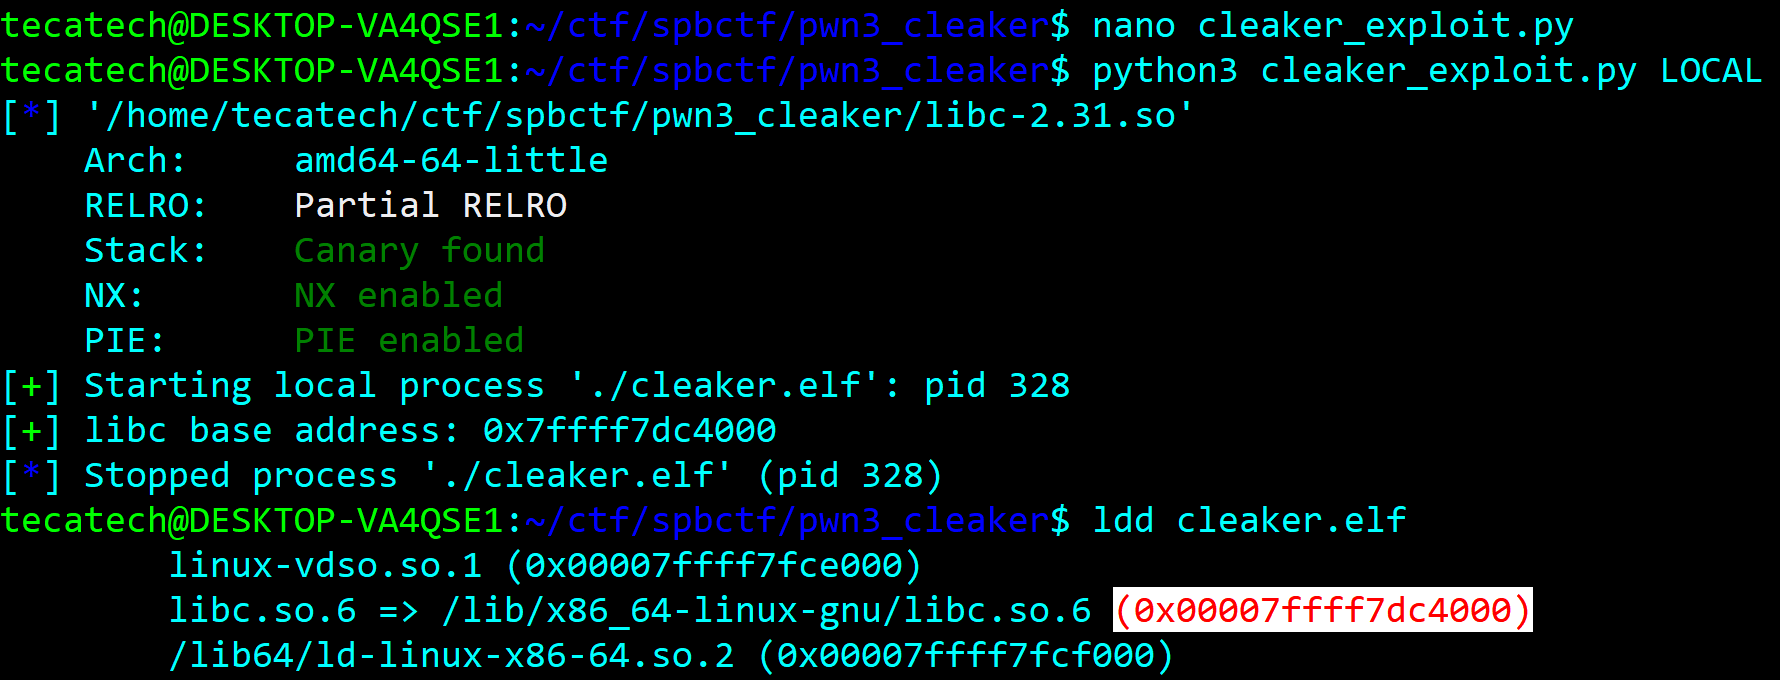 tecatech@DESKTOP-VA4QSE1:~/ctf/spbctf/pwn3_cleaker$ nano cleaker_exploit.py
tecatech@DESKTOP-VA4QSE1:~/ctf/spbctf/pwn3_cleaker$ python3 cleaker_exploit.py LOCAL
[*] '/home/tecatech/ctf/spbctf/pwn3_cleaker/libc-2.31.so'
    Arch:     amd64-64-little
    RELRO:    Partial RELRO
    Stack:    Canary found
    NX:       NX enabled
    PIE:      PIE enabled
[+] Starting local process './cleaker.elf': pid 328
[+] libc base address: 0x7ffff7dc4000
[*] Stopped process './cleaker.elf' (pid 328)
tecatech@DESKTOP-VA4QSE1:~/ctf/spbctf/pwn3_cleaker$ ldd cleaker.elf
        linux-vdso.so.1 (0x00007ffff7fce000)
        libc.so.6 => /lib/x86_64-linux-gnu/libc.so.6 (0x00007ffff7dc4000)
        /lib64/ld-linux-x86-64.so.2 (0x00007ffff7fcf000)